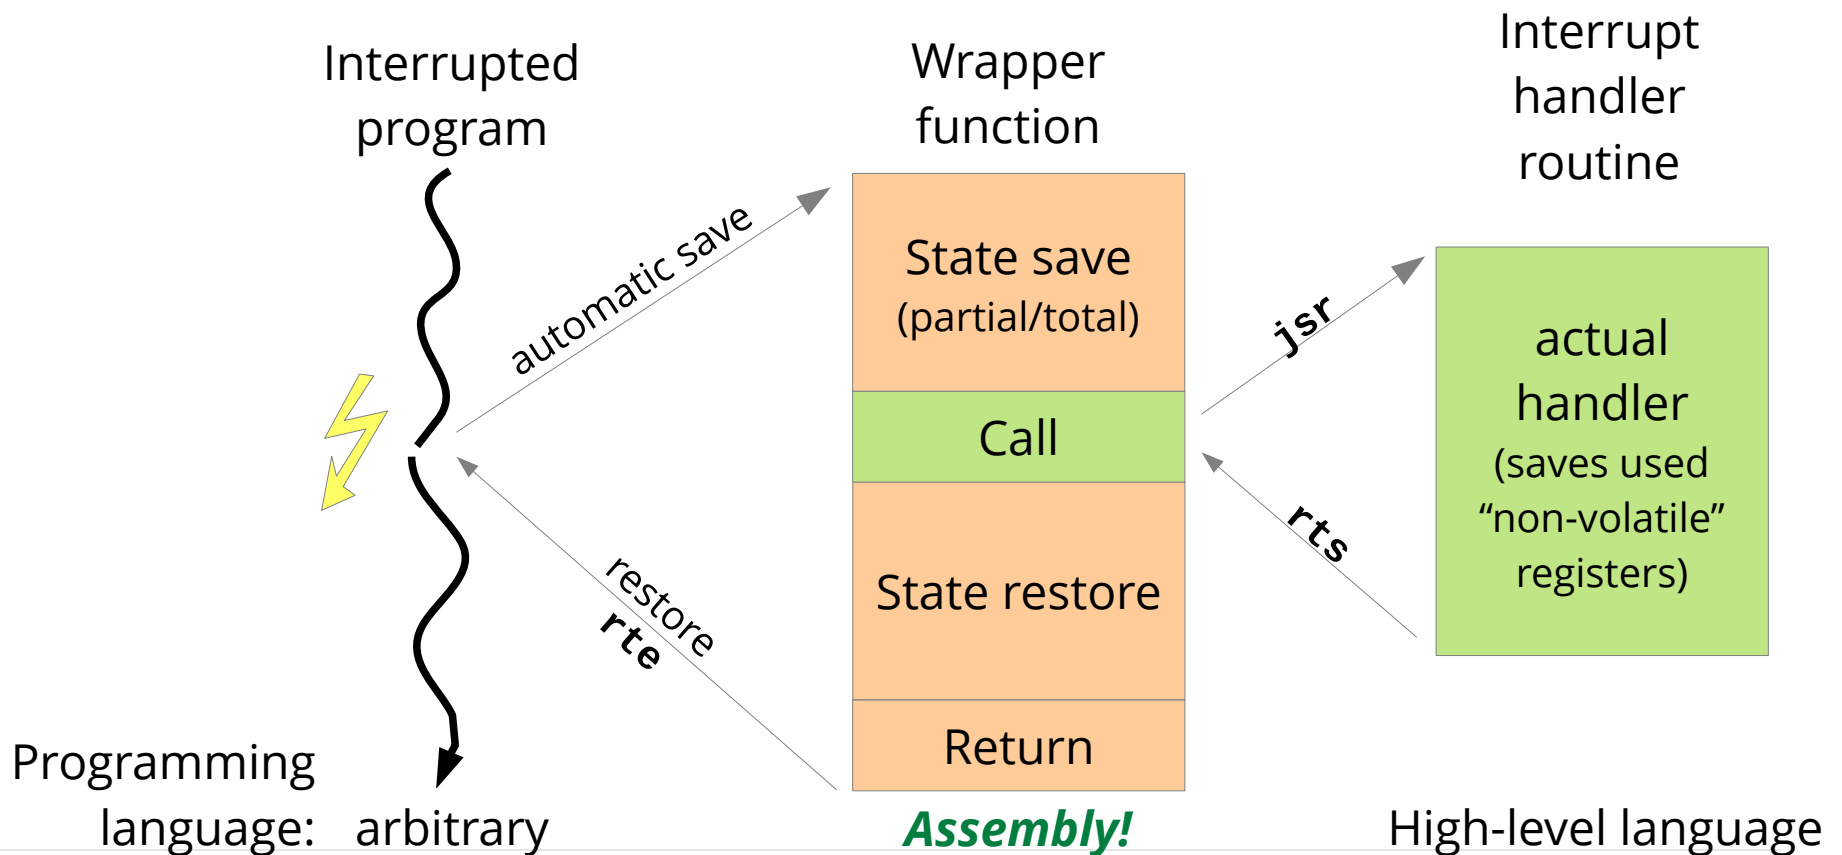 Interrupted
program
Wrapper
function
Interrupt
handler
routine
automatic save
State save
(partial/total)
jsr
actual
handler
(saves used
“non-volatile”
registers)
Call
rts
restore
rte
State restore
Return
Programming
language:
arbitrary
Assembly!
High-level language